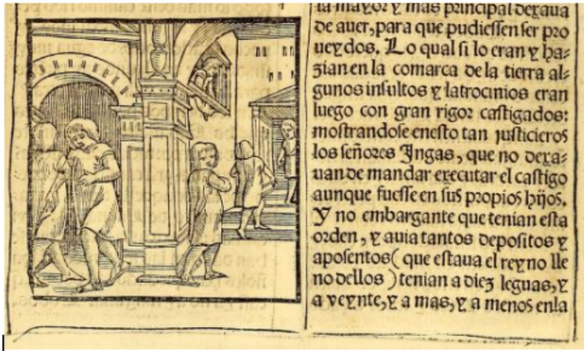 la mayor y mas principal dexaua
de auer, para que pudiessen ser pro
ueydos. Lo qual si lo eran y ha-
zian en la comarca de la tierra al-
gunos insultos y latrocinios eran
luego con gran rigor castigados:
mostrandose enesto tan justicieros
los señores Ingas, que no dexa-
uan de mandar executar el castigo
aunque fuesse en sus propios hijos.
Y no embargante que tenian esta
orden, y auia tantos depositos y
aposentos ( que estaua el reyno lle
no dellos ) tenian a diez leguas, y
a veynte, y a mas, y a menos enla